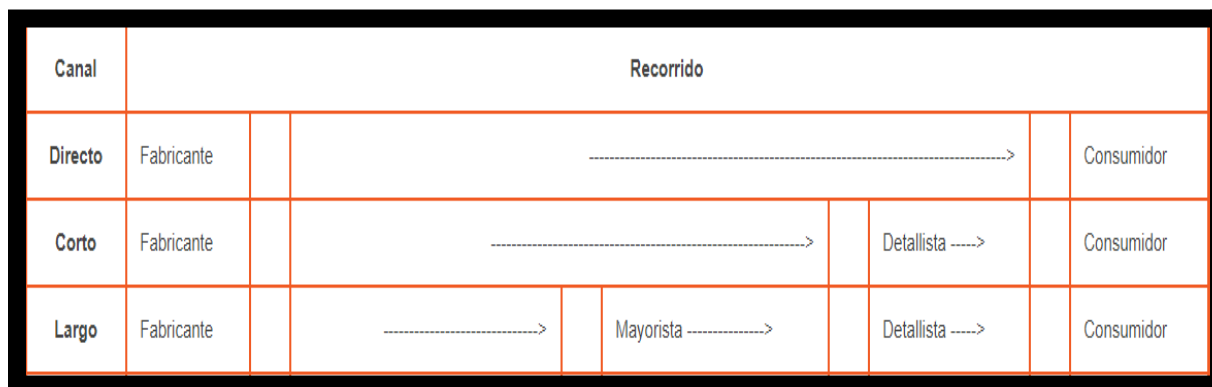 Canal Recorrido
Directo Fabricante --------------------------------------------------------------------------------> Consumidor
Corto Fabricante ------------------------------------------------------------> Detallista -----> Consumidor
Largo Fabricante ------------------------------> Mayorista ---------------> Detallista -----> Consumidor